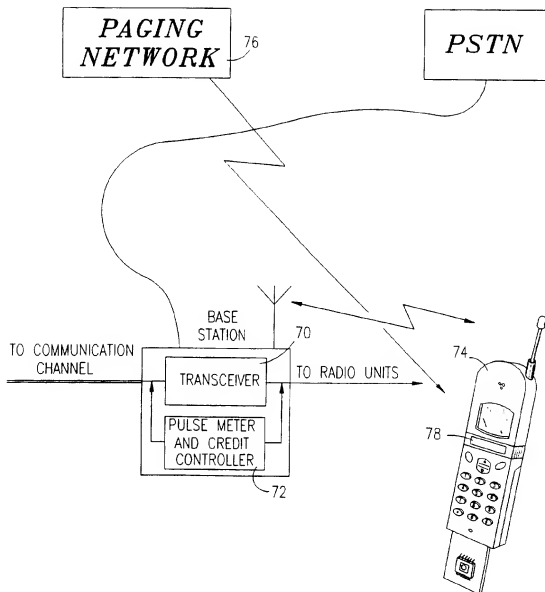 PAGING
NETWORK
76
PSTN
BASE
STATION
70
TO COMMUNICATION
CHANNEL
TRANSCEIVER
TO RADIO UNITS
74
78
PULSE METER
AND CREDIT
CONTROLLER
72